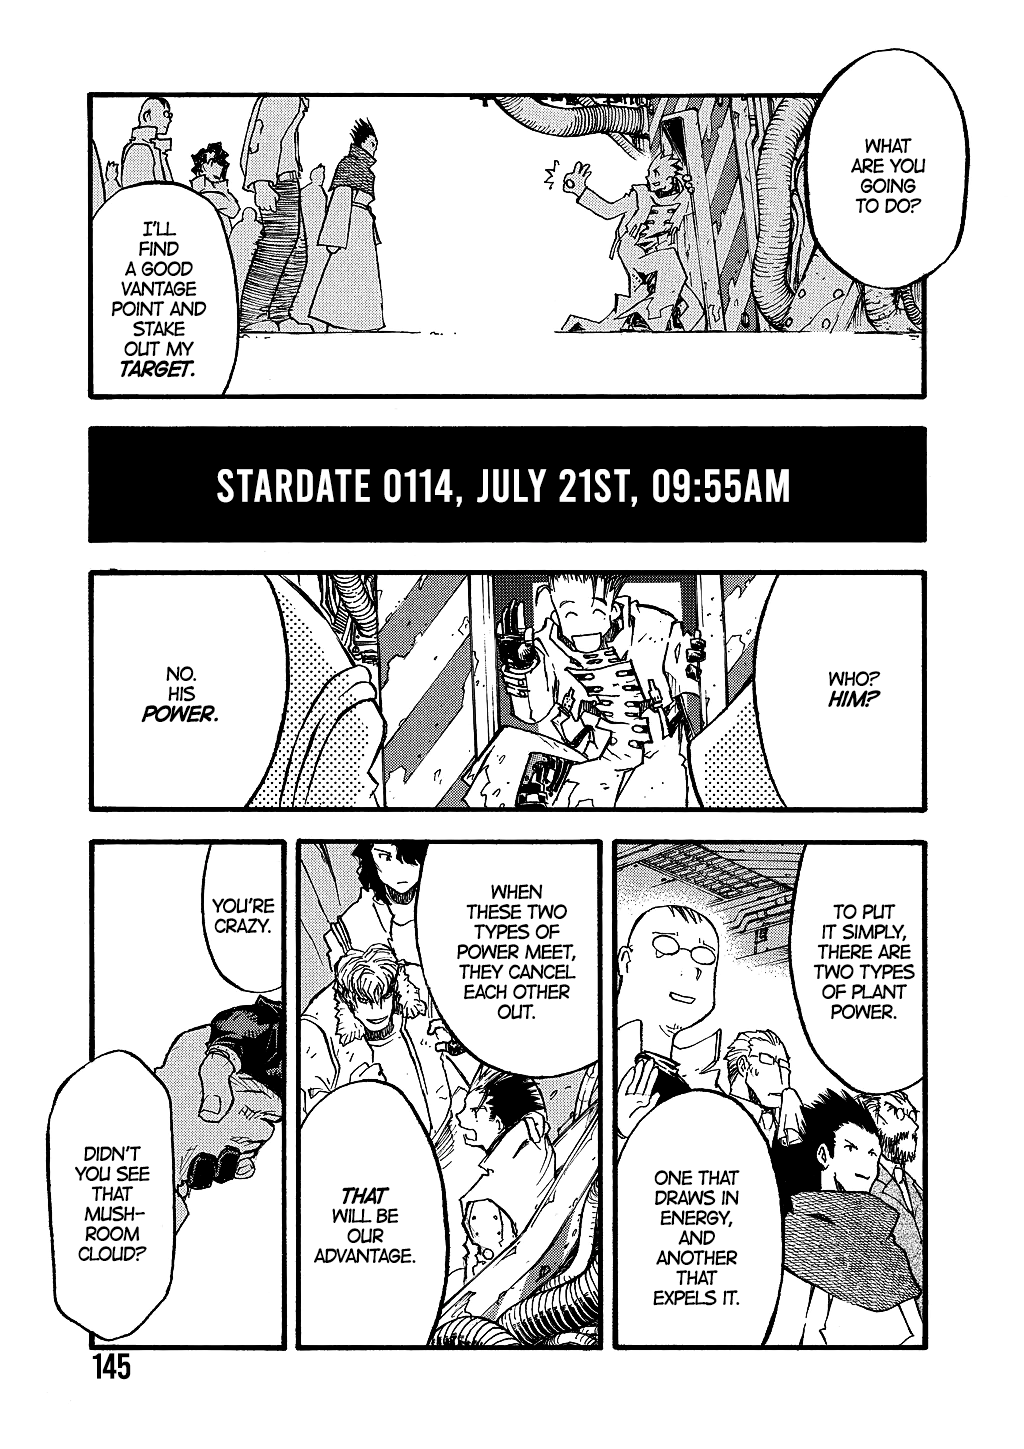 WHAT
ARE YOU
GOING
TO DO?
I'LL
FIND
A GOOD
VANTAGE
POINT AND
STAKE
OUT MY
TARGET.
STARDATE 0114, JULY 21ST, 09:55AM
WHO?
HIM?
NO.
HIS
POWER.
TO PUT
IT SIMPLY,
THERE ARE
TWO TYPES
OF PLANT
POWER.
ONE THAT
DRAWS IN
ENERGY,
AND
ANOTHER
THAT
EXPELS IT.
WHEN
THESE TWO
TYPES OF
POWER MEET,
THEY CANCEL
EACH OTHER
OUT.
THAT
WILL BE
OUR
ADVANTAGE.
YOU'RE
CRAZY.
DIDN'T
YOU SEE
THAT
MUSH-
ROOM
CLOUD?
145